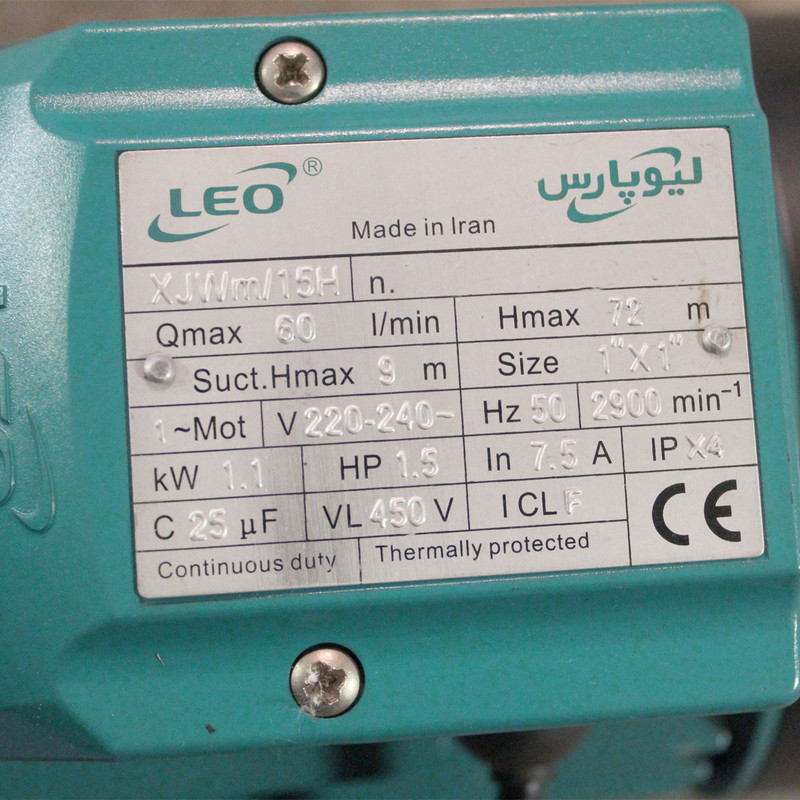 LEO®
لیوپارس
Made in Iran
XJWm/15H n.
Qmax 60 l/min Hmax 72 m
Suct.Hmax 9 m Size 1" X 1"
1~Mot V 220-240~ Hz 50 2900 min⁻¹
kW 1.1 HP 1.5 In 7.5 A IP X4
C 25 µF VL 450 V I CL F CE
Continuous duty Thermally protected